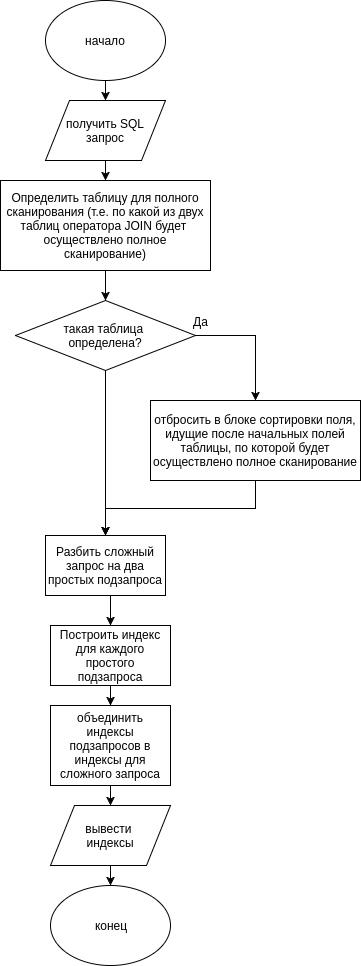 начало
получить SQL
запрос
Определить таблицу для полного
сканирования (т.е. по какой из двух
таблиц оператора JOIN будет
осуществлено полное
сканирование)
такая таблица
определена?
Да
отбросить в блоке сортировки поля,
идущие после начальных полей
таблицы, по которой будет
осуществлено полное сканирование
Разбить сложный
запрос на два
простых подзапроса
Построить индекс
для каждого
простого
подзапроса
объединить
индексы
подзапросов в
индексы для
сложного запроса
вывести
индексы
конец